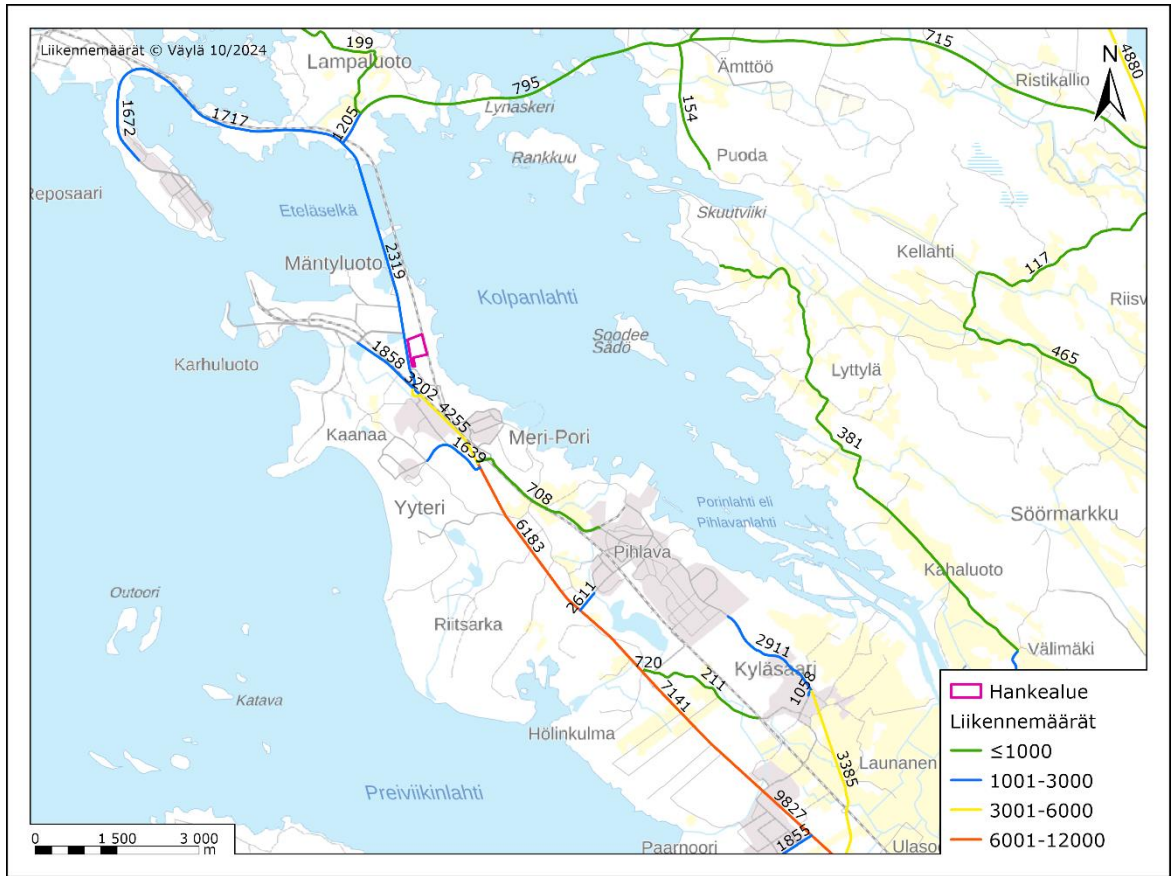 Liikennemäärät © Väylä 10/2024
199
Lampaluoto
715
4880
N
Ämttöö
Ristikallio
795
Lynaskeri
1672
1717
1205
154
Rankkuu
Puoda
Reposaari
Eteläselkä
Skuutviiki
Kellahti
117
Mäntyluoto
2319
Kolpanlahti
Riisv
Soodee
Sädö
465
Karhuluoto
1858
3202
4255
Lyttylä
Kaanaa
1639
Meri-Pori
381
Yyteri
708
Porinlahti eli
Pihlavanlahti
Söörmarkku
6183
Pihlava
Kahaluoto
Outoori
2611
Riitsarka
2911
Välimäki
720
211
Kyläsaari
1058
Katava
7141
Hölinkulma
3385
Launanen
Preiviikinlahti
9827
1855
Paarnoori
Ulaso
Hankealue
Liikennemäärät
≤1000
1001-3000
3001-6000
6001-12000
0 1 500 3 000
m